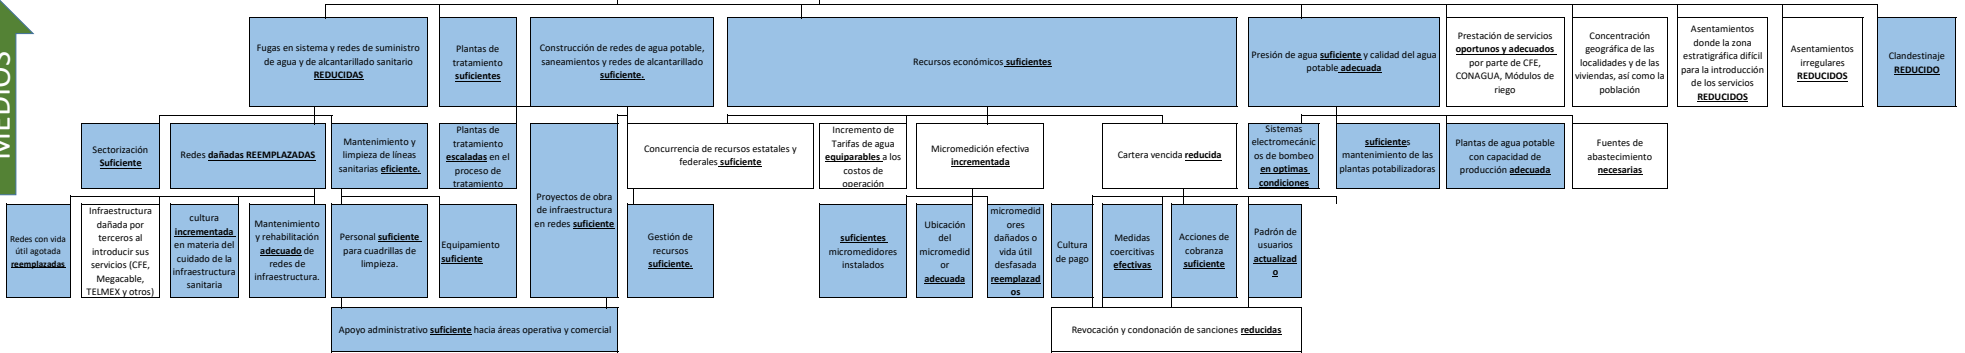 MEDIOS
Fugas en sistema y redes de suministro
de agua y de alcantarillado sanitario
REDUCIDAS
Plantas de
tratamiento
suficientes
Construcción de redes de agua potable,
saneamientos y redes de alcantarillado
suficiente.
Recursos económicos suficientes
Presión de agua suficiente y calidad del agua
potable adecuada
Prestación de servicios
oportunos y adecuados
por parte de CFE,
CONAGUA, Módulos de
riego
Concentración
geográfica de las
localidades y de las
viviendas, así como la
población
Asentamientos
donde la zona
estratigráfica difícil
para la introducción
de los servicios
REDUCIDOS
Asentamientos
irregulares
REDUCIDOS
Clandestinaje
REDUCIDO
Sectorización
Suficiente
Redes dañadas REEMPLAZADAS
Mantenimiento y
limpieza de líneas
sanitarias eficiente.
Plantas de
tratamiento
escaladas en el
proceso de
tratamiento
Proyectos de obra
de infraestructura
en redes suficiente
Concurrencia de recursos estatales y
federales suficiente
Incremento de
Tarifas de agua
equiparables a los
costos de
operación
Micromedición efectiva
incrementada
Cartera vencida reducida
Sistemas
electromecánic
os de bombeo
en optimas
condiciones
suficientes
mantenimiento de las
plantas potabilizadoras
Plantas de agua potable
con capacidad de
producción adecuada
Fuentes de
abastecimiento
necesarias
Redes con vida
útil agotada
reemplazadas
Infraestructura
dañada por
terceros al
introducir sus
servicios (CFE,
Megacable,
TELMEX y otros)
cultura
incrementada
en materia del
cuidado de la
infraestructura
sanitaria
Mantenimiento
y rehabilitación
adecuado de
redes de
infraestructura.
Personal suficiente
para cuadrillas de
limpieza.
Equipamiento
suficiente
Gestión de
recursos
suficiente.
suficientes
micromedidores
instalados
Ubicación
del
micromedid
or
adecuada
micromedid
ores
dañados o
vida útil
desfasada
reemplazad
os
Cultura
de pago
Medidas
coercitivas
efectivas
Acciones de
cobranza
suficiente
Padrón de
usuarios
actualizad
o
Apoyo administrativo suficiente hacia áreas operativa y comercial
Revocación y condonación de sanciones reducidas